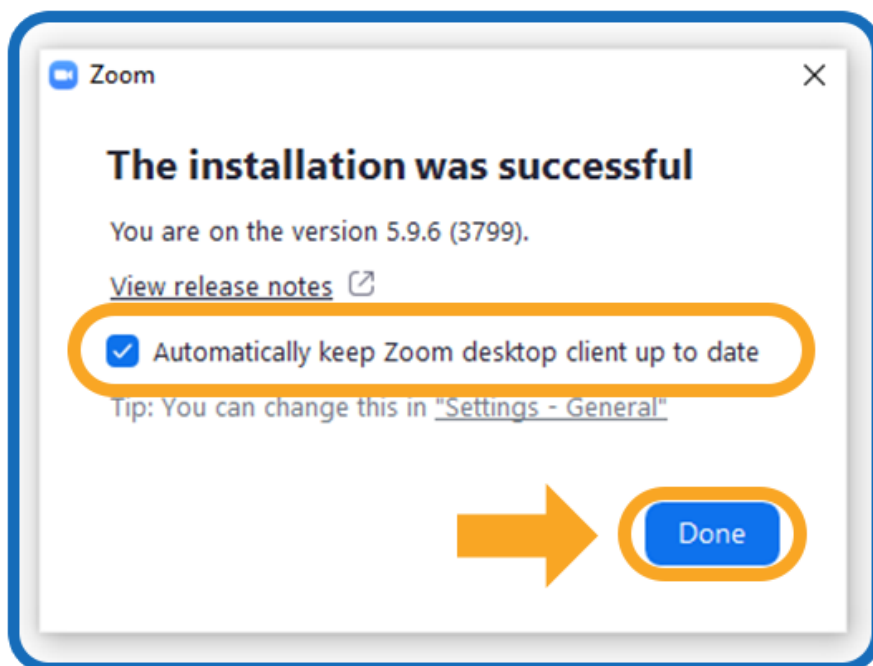 Zoom
The installation was successful
You are on the version 5.9.6 (3799).
View release notes
Automatically keep Zoom desktop client up to date
Tip: You can change this in "Settings - General"
Done